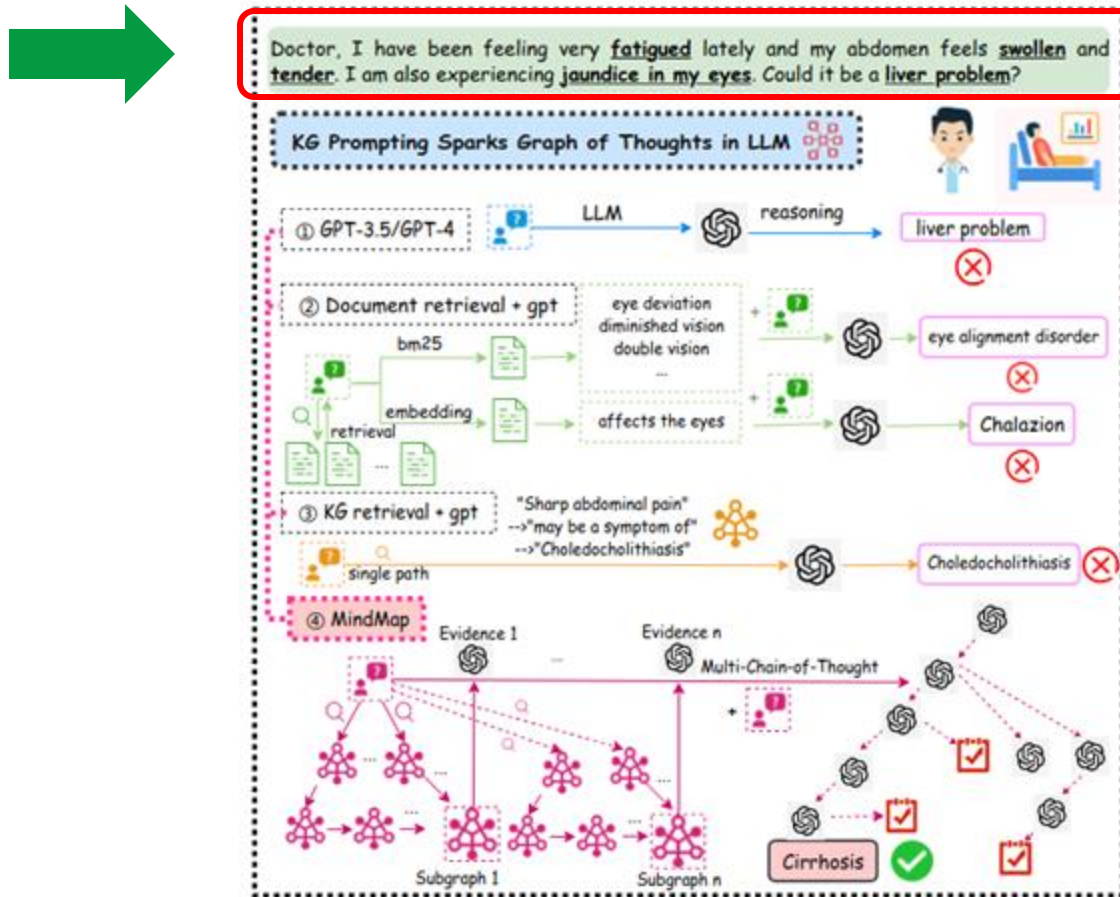 Doctor, I have been feeling very fatigued lately and my abdomen feels swollen and
tender. I am also experiencing jaundice in my eyes. Could it be a liver problem?
KG Prompting Sparks Graph of Thoughts in LLM
① GPT-3.5/GPT-4
LLM
reasoning
liver problem
② Document retrieval + gpt
bm25
embedding
retrieval
...
eye deviation
diminished vision
double vision
...
+
eye alignment disorder
affects the eyes
+
Chalazion
③ KG retrieval + gpt
"Sharp abdominal pain"
-->"may be a symptom of"
-->"Choledocholithiasis"
single path
Choledocholithiasis
④ MindMap
Evidence 1
...
Evidence n
Multi-Chain-of-Thought
+
...
...
...
...
...
...
Subgraph 1
Subgraph n
Cirrhosis